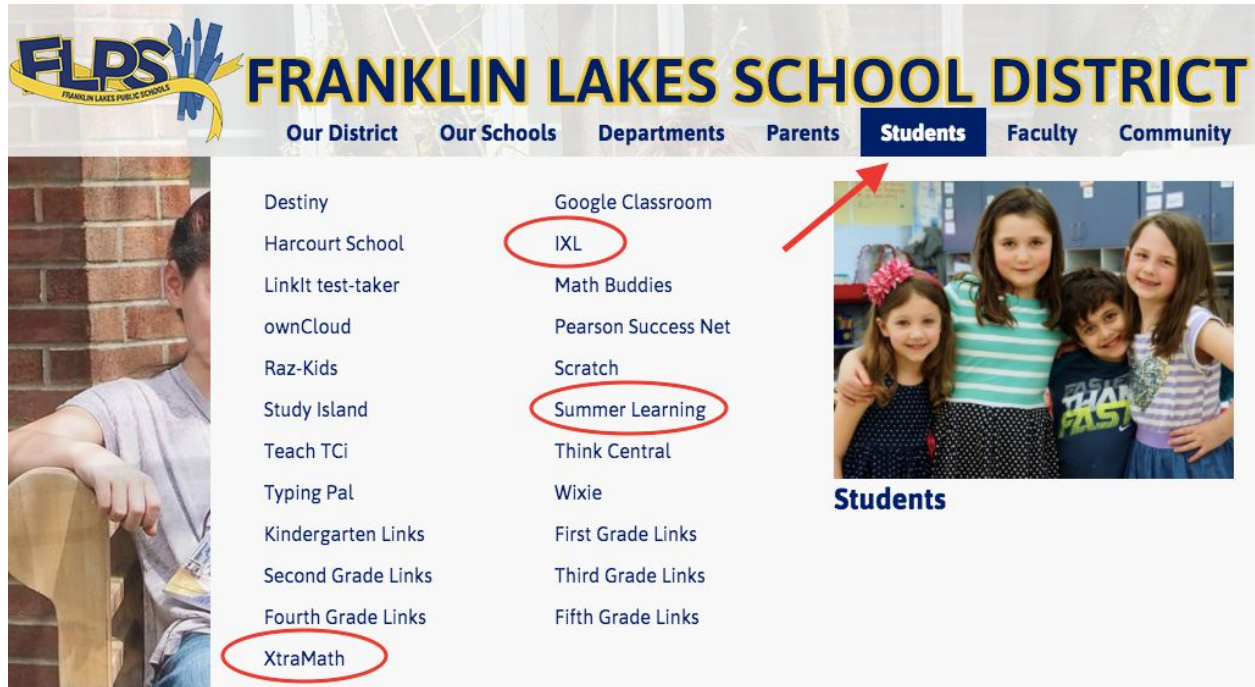 FLPS
FRANKLIN LAKES PUBLIC SCHOOLS
FRANKLIN LAKES SCHOOL DISTRICT
Our District Our Schools Departments Parents Students Faculty Community
Destiny Google Classroom
Harcourt School IXL
LinkIt test-taker Math Buddies
ownCloud Pearson Success Net
Raz-Kids Scratch
Study Island Summer Learning
Teach TCi Think Central
Typing Pal Wixie
Kindergarten Links First Grade Links
Second Grade Links Third Grade Links
Fourth Grade Links Fifth Grade Links
XtraMath
FASTER
THAN
FAST
Students